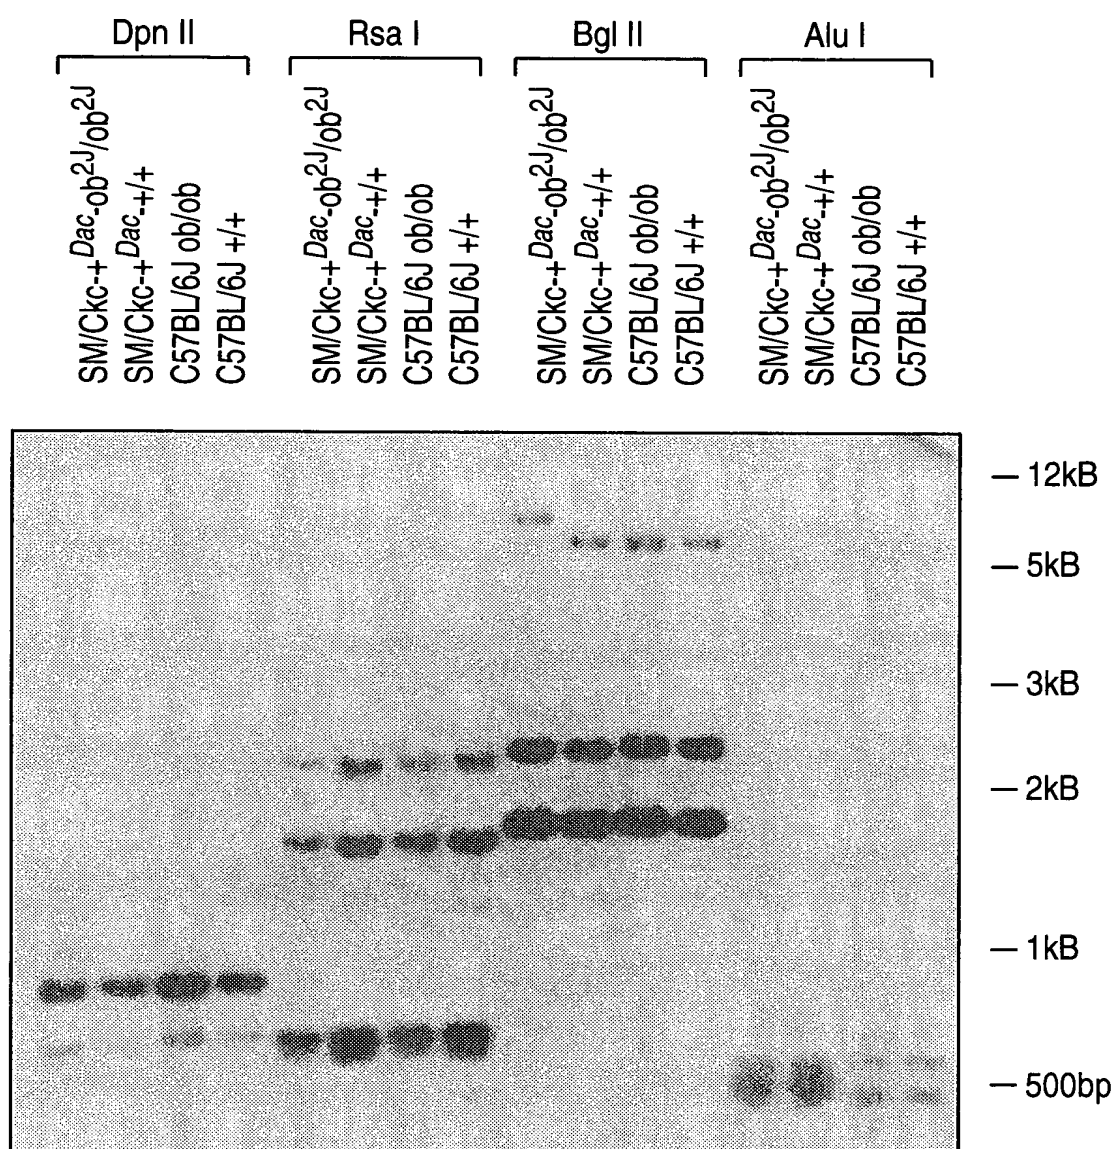 Dpn II Rsa I Bgl II Alu I
SM/Ckc-+Dac-ob2J/ob2J
SM/Ckc-+Dac-+/+
C57BL/6J ob/ob
C57BL/6J +/+
SM/Ckc-+Dac-ob2J/ob2J
SM/Ckc-+Dac-+/+
C57BL/6J ob/ob
C57BL/6J +/+
SM/Ckc-+Dac-ob2J/ob2J
SM/Ckc-+Dac-+/+
C57BL/6J ob/ob
C57BL/6J +/+
SM/Ckc-+Dac-ob2J/ob2J
SM/Ckc-+Dac-+/+
C57BL/6J ob/ob
C57BL/6J +/+
12kB
5kB
3kB
2kB
1kB
500bp